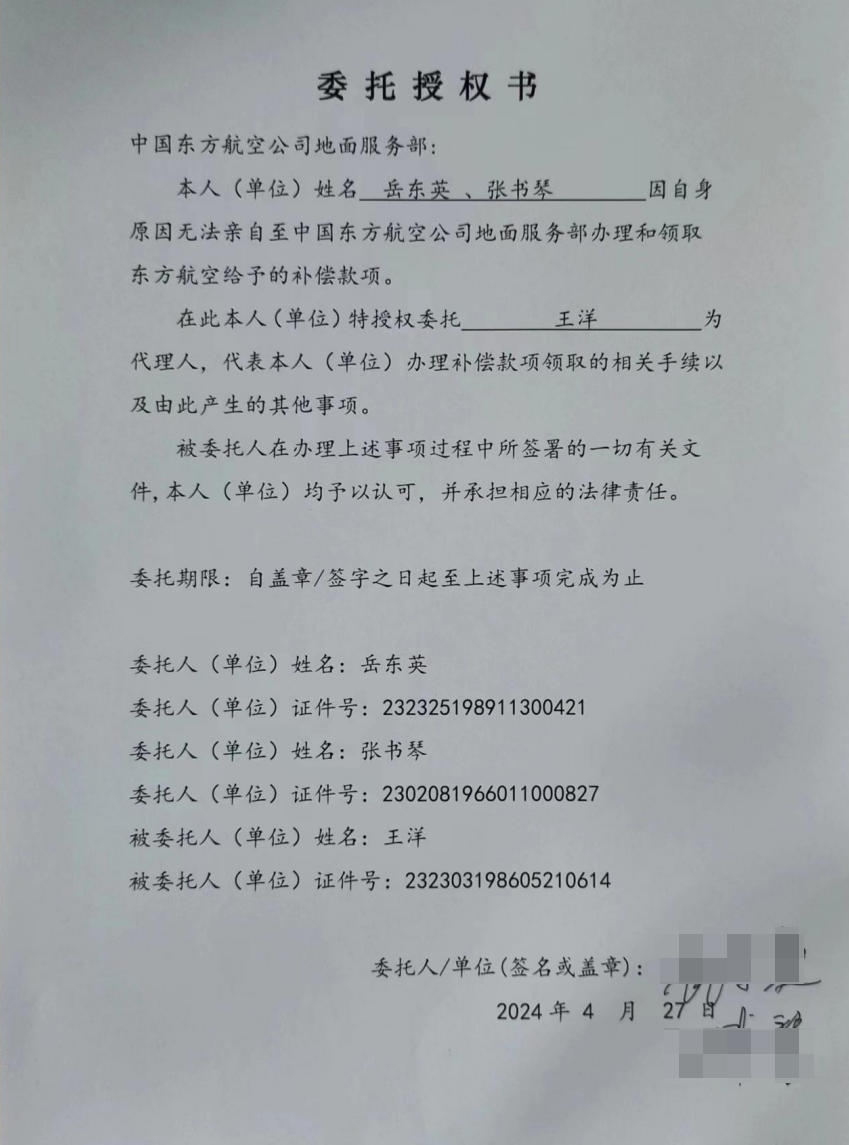 委托授权书
中国东方航空公司地面服务部：
本人（单位）姓名 岳东英 、张书琴 因自身
原因无法亲自至中国东方航空公司地面服务部办理和领取
东方航空给予的补偿款项。
在此本人（单位）特授权委托 王洋 为
代理人，代表本人（单位）办理补偿款项领取的相关手续以
及由此产生的其他事项。
被委托人在办理上述事项过程中所签署的一切有关文
件，本人（单位）均予以认可，并承担相应的法律责任。
委托期限：自盖章/签字之日起至上述事项完成为止
委托人（单位）姓名：岳东英
委托人（单位）证件号：232325198911300421
委托人（单位）姓名：张书琴
委托人（单位）证件号：2302081966011000827
被委托人（单位）姓名：王洋
被委托人（单位）证件号：232303198605210614
委托人/单位(签名或盖章)：
2024年 4 月 27 日